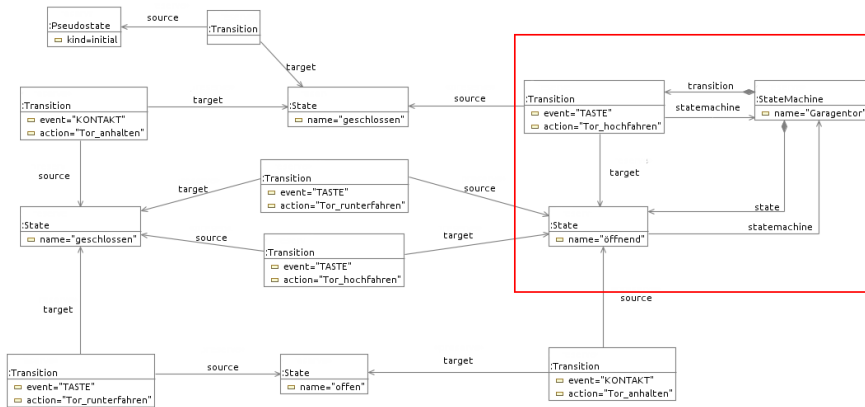 source
:Pseudostate
kind=initial
:Transition
target
transition
:Transition
event="KONTAKT"
action="Tor_anhalten"
target
:State
name="geschlossen"
source
:Transition
event="TASTE"
action="Tor_hochfahren"
statemachine
:StateMachine
name="Garagentor"
source
target
:Transition
event="TASTE"
action="Tor_runterfahren"
source
target
:State
name="geschlossen"
source
:Transition
event="TASTE"
action="Tor_hochfahren"
target
:State
name="öffnend"
state
statemachine
target
source
:Transition
event="TASTE"
action="Tor_runterfahren"
source
:State
name="offen"
target
:Transition
event="KONTAKT"
action="Tor_anhalten"